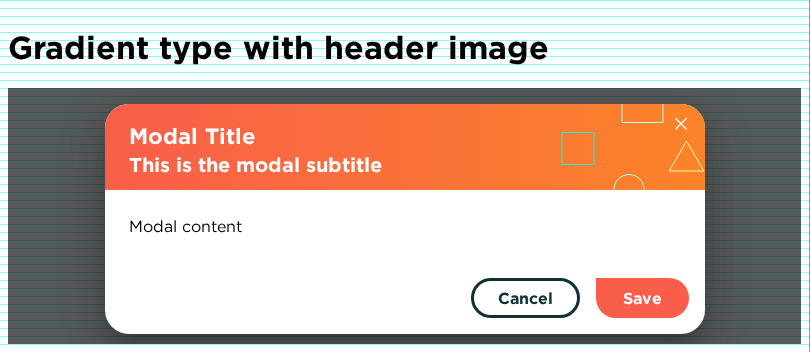 Gradient type with header image
Modal Title
This is the modal subtitle
Modal content
Cancel
Save